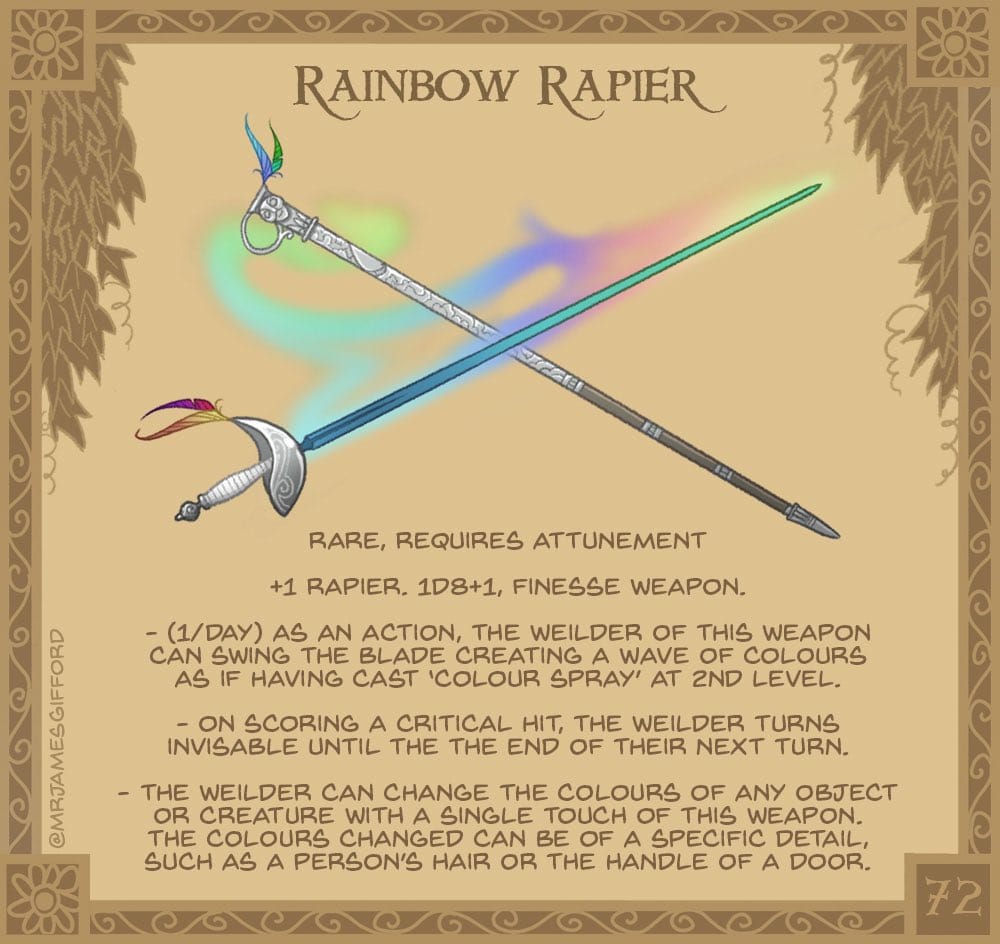 RAINBOW RAPIER
RARE, REQUIRES ATTUNEMENT
+1 RAPIER. 1D8+1, FINESSE WEAPON.
- (1/DAY) AS AN ACTION, THE WEILDER OF THIS WEAPON
CAN SWING THE BLADE CREATING A WAVE OF COLOURS
AS IF HAVING CAST 'COLOUR SPRAY' AT 2ND LEVEL.
- ON SCORING A CRITICAL HIT, THE WEILDER TURNS
INVISABLE UNTIL THE THE END OF THEIR NEXT TURN.
- THE WEILDER CAN CHANGE THE COLOURS OF ANY OBJECT
OR CREATURE WITH A SINGLE TOUCH OF THIS WEAPON.
THE COLOURS CHANGED CAN BE OF A SPECIFIC DETAIL,
SUCH AS A PERSON'S HAIR OR THE HANDLE OF A DOOR.
@MRJAMESGIFFORD
72